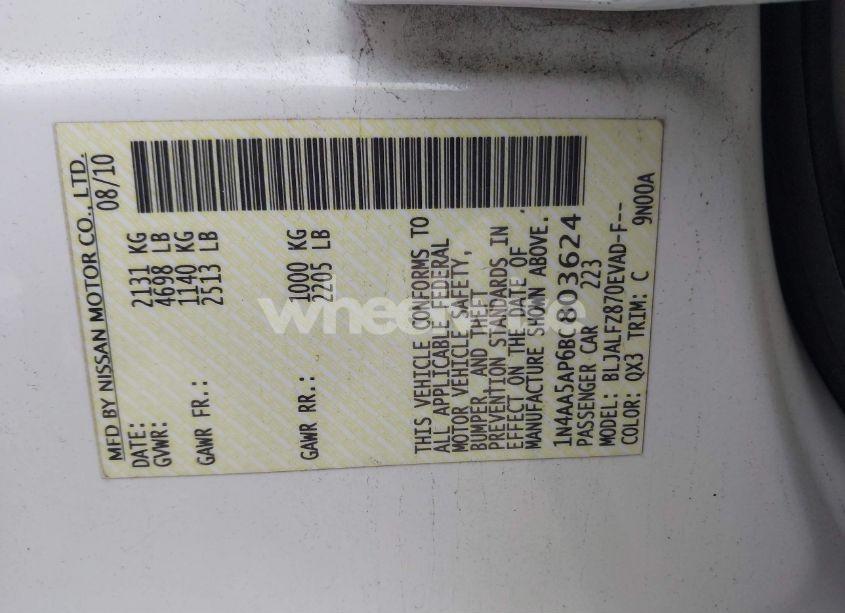 MFD BY NISSAN MOTOR CO., LTD.
DATE: 08/10
GVWR: 2131 KG
4698 LB
GAWR FR.: 1140 KG
2513 LB
GAWR RR.: 1000 KG
2205 LB
THIS VEHICLE CONFORMS TO
ALL APPLICABLE FEDERAL
MOTOR VEHICLE SAFETY,
BUMPER, AND THEFT
PREVENTION STANDARDS IN
EFFECT ON THE DATE OF
MANUFACTURE SHOWN ABOVE.
1N4AA5AP6BC803624
PASSENGER CAR 223
MODEL: BLJALFZ870EVAD-F--
COLOR: QX3 TRIM: C 9N00A